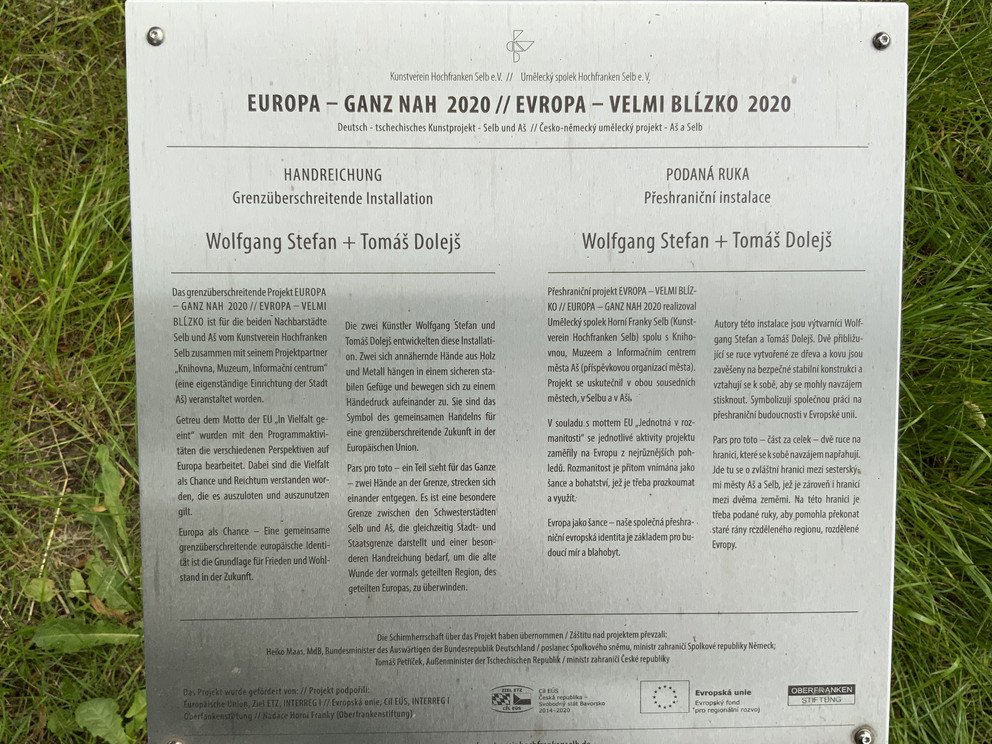 Kunstverein Hochfranken Selb e.V. // Umělecký spolek Hochfranken Selb e. V.
EUROPA – GANZ NAH 2020 // EVROPA – VELMI BLÍZKO 2020
Deutsch - tschechisches Kunstprojekt - Selb und Aš // Česko-německý umělecký projekt - Aš a Selb
HANDREICHUNG
Grenzüberschreitende Installation
Wolfgang Stefan + Tomáš Dolejš
Das grenzüberschreitende Projekt EUROPA
– GANZ NAH 2020 // EVROPA – VELMI
BLÍZKO ist für die beiden Nachbarstädte
Selb und Aš vom Kunstverein Hochfranken
Selb zusammen mit seinem Projektpartner
„Knihovna, Muzeum, Informační centrum"
(eine eigenständige Einrichtung der Stadt
Aš) veranstaltet worden.
Getreu dem Motto der EU „In Vielfalt ge-
eint" wurden mit den Programmaktivi-
täten die verschiedenen Perspektiven auf
Europa bearbeitet. Dabei sind die Vielfalt
als Chance und Reichtum verstanden wor-
den, die es auszuloten und auszunutzen
gilt.
Europa als Chance – Eine gemeinsame
grenzüberschreitende europäische Identi-
tät ist die Grundlage für Frieden und Wohl-
stand in der Zukunft.
Die zwei Künstler Wolfgang Stefan und
Tomáš Dolejš entwickelten diese Installati-
on. Zwei sich annähernde Hände aus Holz
und Metall hängen in einem sicheren sta-
bilen Gefüge und bewegen sich zu einem
Händedruck aufeinander zu. Sie sind das
Symbol des gemeinsamen Handelns für
eine grenzüberschreitende Zukunft in der
Europäischen Union.
Pars pro toto – ein Teil sieht für das Ganze
– zwei Hände an der Grenze, strecken sich
einander entgegen. Es ist eine besondere
Grenze zwischen den Schwesterstädten
Selb und Aš, die gleichzeitig Stadt- und
Staatsgrenze darstellt und einer beson-
deren Handreichung bedarf, um die alte
Wunde der vormals geteilten Region, des
geteilten Europas, zu überwinden.
PODANÁ RUKA
Přeshraniční instalace
Wolfgang Stefan + Tomáš Dolejš
Přeshraniční projekt EVROPA – VELMI BLÍZ-
KO // EUROPA – GANZ NAH 2020 realizoval
Umělecký spolek Horní Franky Selb (Kunst-
verein Hochfranken Selb) spolu s Kniho-
vnou, Muzeem a Informačním centrem
města Aš (příspěvkovou organizací města).
Projekt se uskutečnil v obou sousedních
městech, v Selbu a v Aši.
V souladu s mottem EU „Jednotná v roz-
manitosti" se jednotlivé aktivity projektu
zaměřily na Evropu z nejrůznějších poh-
ledů. Rozmanitost je přitom vnímána jako
šance a bohatství, jež je třeba prozkoumat
a využít.
Evropa jako šance – naše společná přeshra-
niční evropská identita je základem pro bu-
doucí mír a blahobyt.
Autory této instalace jsou výtvarníci Wolf-
gang Stefan a Tomáš Dolejš. Dvě přibližu-
jící se ruce vytvořené ze dřeva a kovu jsou
zavěšeny na bezpečné stabilní konstrukci a
vztahují se k sobě, aby se mohly navzájem
stisknout. Symbolizují společnou práci na
přeshraniční budoucnosti v Evropské unii.
Pars pro toto – část za celek – dvě ruce na
hranici, které se k sobě navzájem napřahují.
Jde tu se o zvláštní hranici mezi sesterský-
mi městy Aš a Selb, jež je zároveň i hranicí
mezi dvěma zeměmi. Na této hranici je
třeba podané ruky, aby pomohla překonat
staré rány rozděleného regionu, rozdělené
Evropy.
Die Schirmherrschaft über das Projekt haben übernommen / Záštitu nad projektem převzali:
Heiko Maas, MdB, Bundesminister des Auswärtigen der Bundesrepublik Deutschland / poslanec Spolkového sněmu, ministr zahraničí Spolkové republiky Německ;
Tomáš Petříček, Außenminister der Tschechischen Republik / ministr zahraničí České republiky
Das Projekt wurde gefördert von: // Projekt podpořili:
Europäische Union, Ziel ETZ, INTERREG I // Evropská unie, Cíl EÚS, INTERREG I
Oberfankenstiftung // Nadace Horní Franky (Oberfrankenstiftung)
ZIEL ETZ
CÍL EÚS
Cíl EÚS
Česká republika –
Svobodný stát Bavorsko
2014–2020
Evropská unie
Evropský fond
pro regionální rozvoj
OBERFRANKEN
STIFTUNG